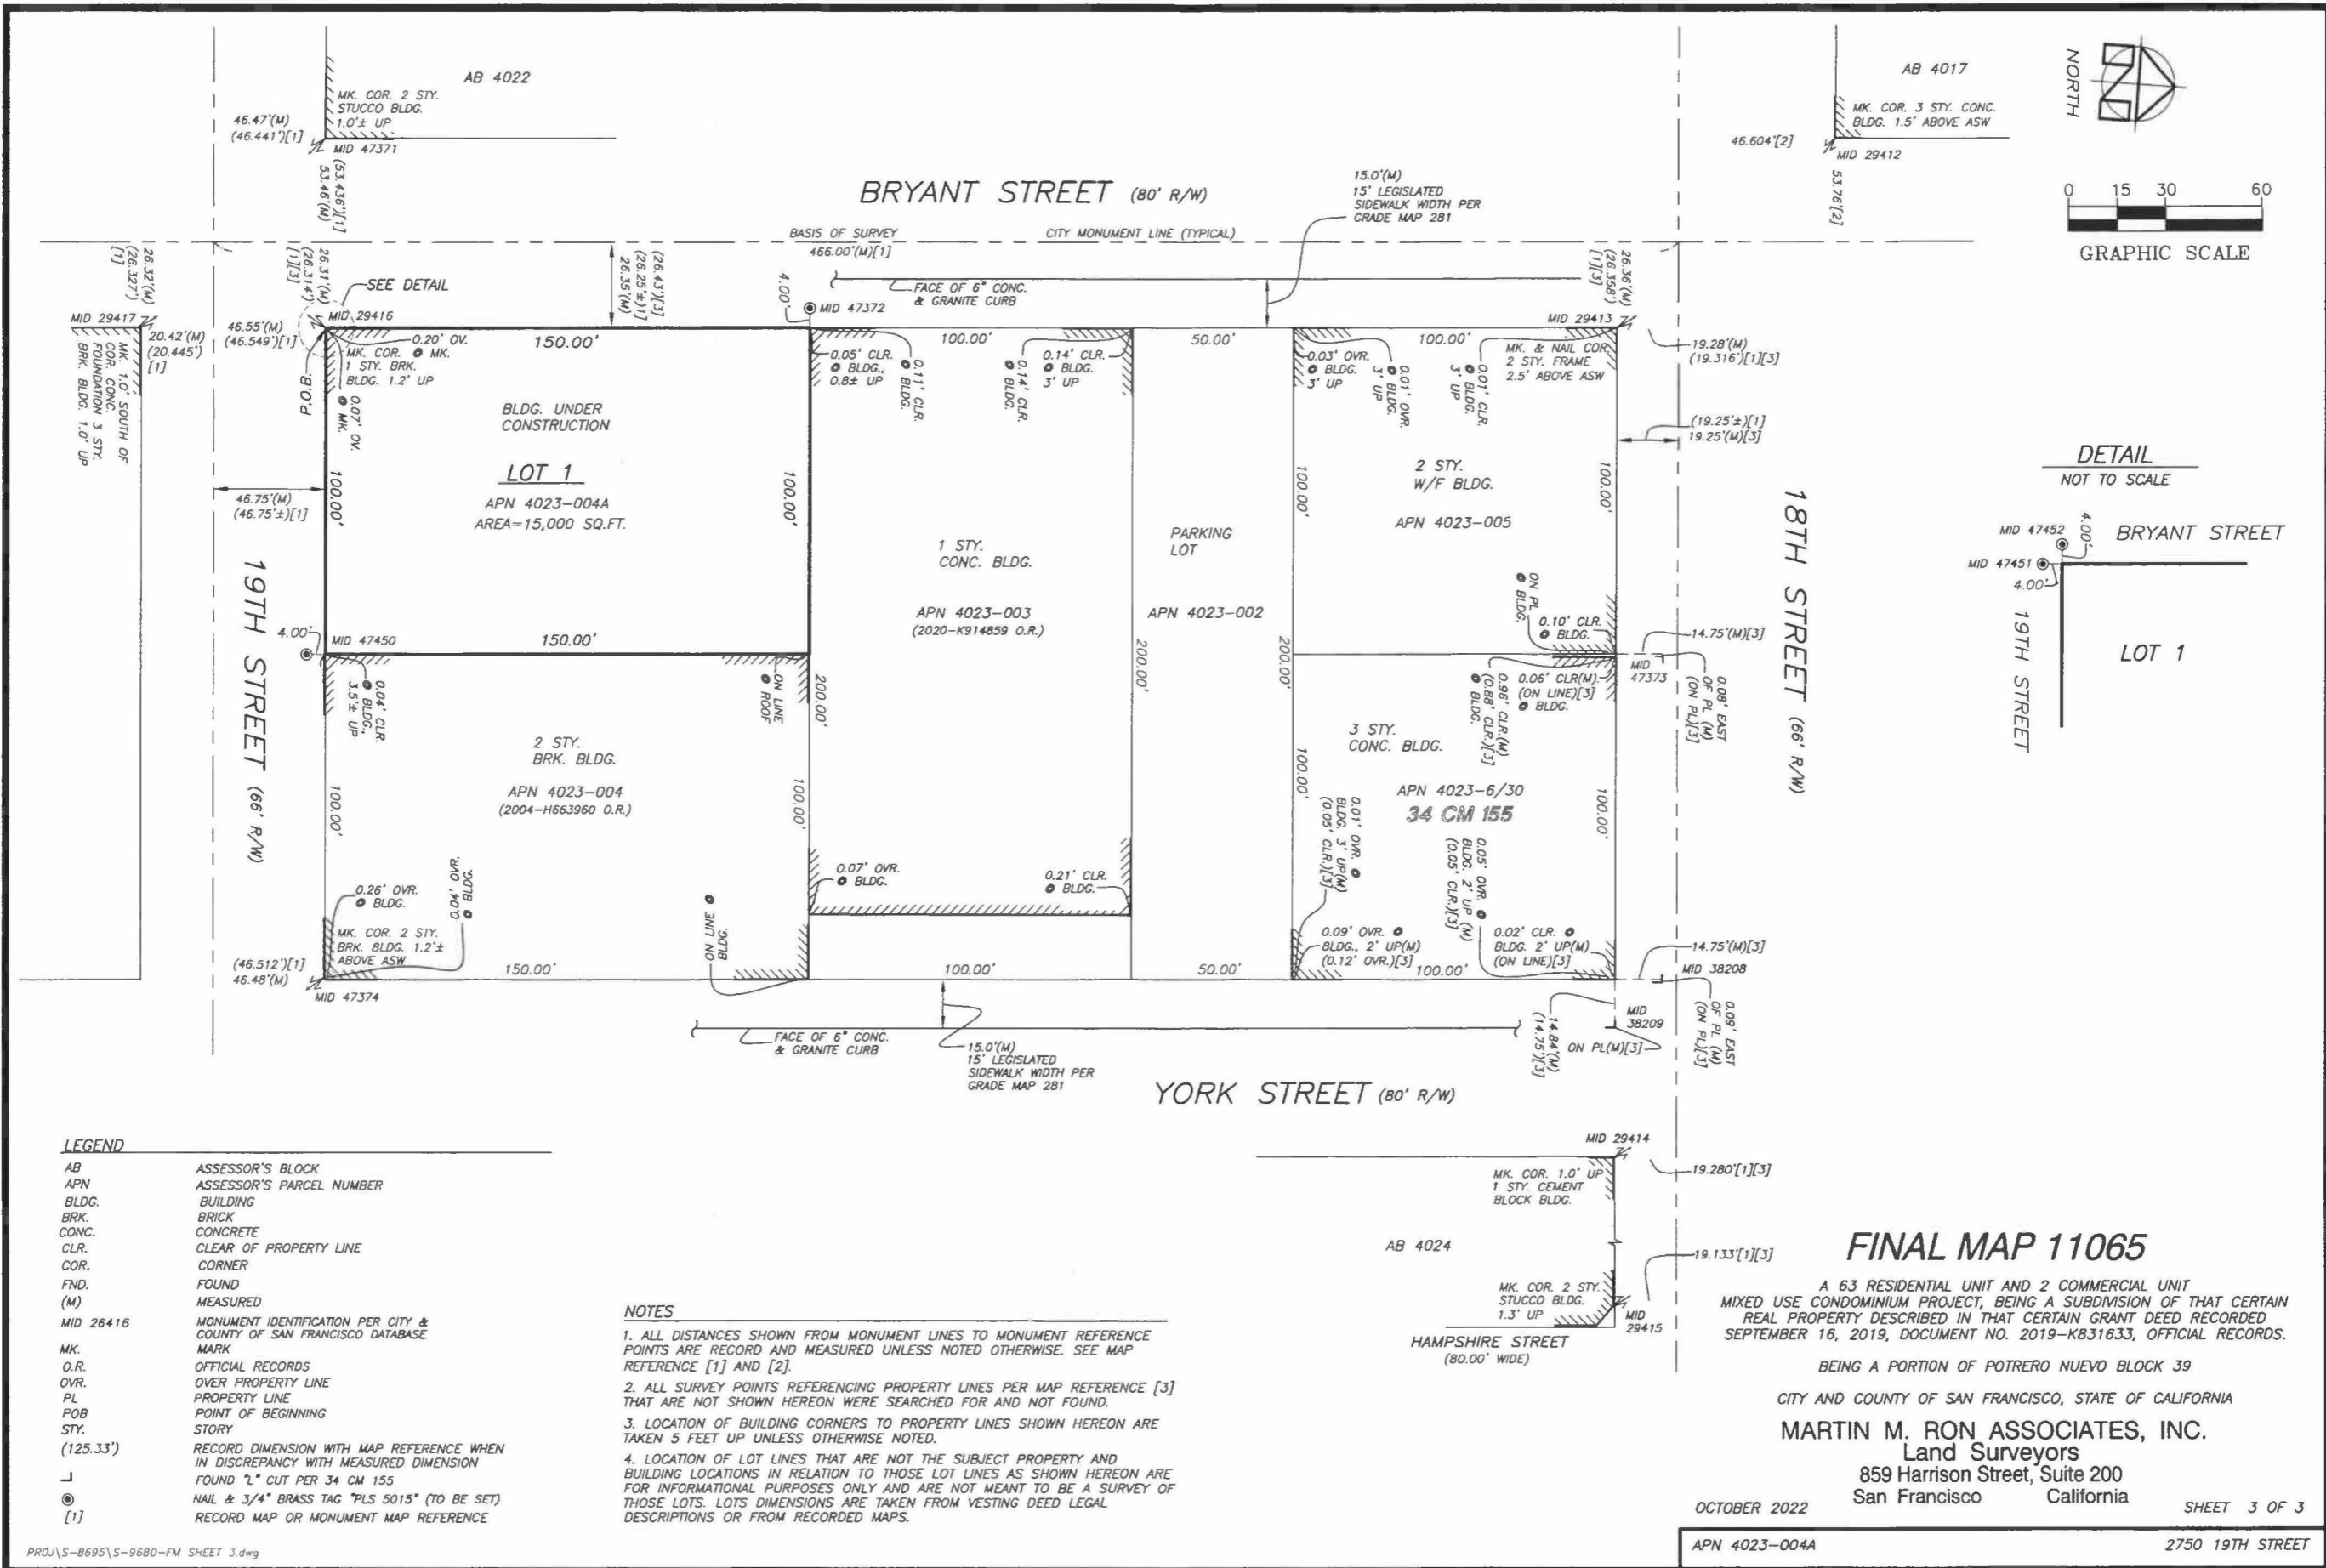 AB 4022
MK. COR. 2 STY.
STUCCO BLDG.
1.0'± UP
46.47'(M)
(46.441')[1]
MID 47371
(53.436')[1]
53.46'(M)
BRYANT STREET (80' R/W)
15.0'(M)
15' LEGISLATED
SIDEWALK WIDTH PER
GRADE MAP 281
46.604'[2]
AB 4017
MK. COR. 3 STY. CONC.
BLDG. 1.5' ABOVE ASW
MID 29412
53.76'[2]
NORTH
0 15 30 60
GRAPHIC SCALE
BASIS OF SURVEY
466.00'(M)[1]
CITY MONUMENT LINE (TYPICAL)
26.32'(M)
(26.327')
[1]
26.31'(M)
(26.314')
[1][3]
SEE DETAIL
(26.43')[3]
(26.25'±)[1]
26.35'(M)
4.00'
MID 47372
FACE OF 6" CONC.
& GRANITE CURB
26.36'(M)
(26.358')
[1][3]
MID 29417
20.42'(M)
(20.445')
[1]
MK. 1.0' SOUTH OF
COR. CONC.
FOUNDATION 3 STY.
BRK. BLDG. 1.0' UP
46.55'(M)
(46.549')[1]
MID 29416
0.20' OV.
@ MK.
MK. COR.
1 STY. BRK.
BLDG. 1.2' UP
P.O.B.
0.07' OV.
@ MK.
150.00'
BLDG. UNDER
CONSTRUCTION
LOT 1
APN 4023-004A
AREA=15,000 SQ.FT.
100.00'
100.00'
150.00'
46.75'(M)
(46.75'±)[1]
19TH STREET (66' R/W)
4.00'
MID 47450
0.05' CLR.
@ BLDG.,
0.8± UP
0.11' CLR.
@ BLDG.
100.00'
0.14' CLR.
@ BLDG.
0.14' CLR.
@ BLDG.
3' UP
1 STY.
CONC. BLDG.
APN 4023-003
(2020-K914859 O.R.)
200.00'
200.00'
50.00'
PARKING
LOT
APN 4023-002
200.00'
0.03' OVR.
@ BLDG.
3' UP
0.01' OVR.
@ BLDG.
3' UP
100.00'
0.01' CLR.
@ BLDG.
3' UP
MID 29413
MK. & NAIL COR.
2 STY. FRAME
2.5' ABOVE ASW
19.28'(M)
(19.316')[1][3]
(19.25'±)[1]
19.25'(M)[3]
2 STY.
W/F BLDG.
APN 4023-005
100.00'
100.00'
ON PL
@ BLDG.
0.10' CLR.
@ BLDG.
14.75'(M)[3]
MID
47373
0.08' EAST
OF PL (M)
(ON PL)[3]
18TH STREET (66' R/W)
DETAIL
NOT TO SCALE
MID 47452
4.00'
BRYANT STREET
MID 47451
4.00'
19TH STREET
LOT 1
0.04' CLR.
@ BLDG.,
3.5'± UP
ON LINE
@ ROOF
2 STY.
BRK. BLDG.
APN 4023-004
(2004-H663960 O.R.)
100.00'
100.00'
0.26' OVR.
@ BLDG.
0.04' OVR.
@ BLDG.
MK. COR. 2 STY.
BRK. BLDG. 1.2'±
ABOVE ASW
(46.512')[1]
46.48'(M)
MID 47374
150.00'
ON LINE @
BLDG.
0.07' OVR.
@ BLDG.
0.21' CLR.
@ BLDG.
100.00'
50.00'
0.06' CLR(M)
(ON LINE)[3]
@ BLDG.
0.96' CLR.(M)
(0.88' CLR.)[3]
@ BLDG.
3 STY.
CONC. BLDG.
APN 4023-6/30
34 CM 155
100.00'
100.00'
0.01' OVR. @
BLDG. 3' UP(M)
(0.05' CLR.)[3]
0.05' OVR. @
BLDG. 2' UP (M)
(0.05' CLR.)[3]
0.09' OVR. @
BLDG., 2' UP(M)
(0.12' OVR.)[3]
0.02' CLR. @
BLDG. 2' UP(M)
(ON LINE)[3]
100.00'
14.75'(M)[3]
MID 38208
0.09' EAST
OF PL (M)
(ON PL)[3]
MID
38209
14.84'(M)
(14.75')[3]
ON PL(M)[3]
FACE OF 6" CONC.
& GRANITE CURB
15.0'(M)
15' LEGISLATED
SIDEWALK WIDTH PER
GRADE MAP 281
YORK STREET (80' R/W)
MID 29414
MK. COR. 1.0' UP
1 STY. CEMENT
BLOCK BLDG.
19.280'[1][3]
AB 4024
19.133'[1][3]
MK. COR. 2 STY.
STUCCO BLDG.
1.3' UP
MID
29415
HAMPSHIRE STREET
(80.00' WIDE)
LEGEND
AB ASSESSOR'S BLOCK
APN ASSESSOR'S PARCEL NUMBER
BLDG. BUILDING
BRK. BRICK
CONC. CONCRETE
CLR. CLEAR OF PROPERTY LINE
COR. CORNER
FND. FOUND
(M) MEASURED
MID 26416 MONUMENT IDENTIFICATION PER CITY &
COUNTY OF SAN FRANCISCO DATABASE
MK. MARK
O.R. OFFICIAL RECORDS
OVR. OVER PROPERTY LINE
PL PROPERTY LINE
POB POINT OF BEGINNING
STY. STORY
(125.33') RECORD DIMENSION WITH MAP REFERENCE WHEN
IN DISCREPANCY WITH MEASURED DIMENSION
FOUND "L" CUT PER 34 CM 155
NAIL & 3/4" BRASS TAG "PLS 5015" (TO BE SET)
[1] RECORD MAP OR MONUMENT MAP REFERENCE
NOTES
1. ALL DISTANCES SHOWN FROM MONUMENT LINES TO MONUMENT REFERENCE
POINTS ARE RECORD AND MEASURED UNLESS NOTED OTHERWISE. SEE MAP
REFERENCE [1] AND [2].
2. ALL SURVEY POINTS REFERENCING PROPERTY LINES PER MAP REFERENCE [3]
THAT ARE NOT SHOWN HEREON WERE SEARCHED FOR AND NOT FOUND.
3. LOCATION OF BUILDING CORNERS TO PROPERTY LINES SHOWN HEREON ARE
TAKEN 5 FEET UP UNLESS OTHERWISE NOTED.
4. LOCATION OF LOT LINES THAT ARE NOT THE SUBJECT PROPERTY AND
BUILDING LOCATIONS IN RELATION TO THOSE LOT LINES AS SHOWN HEREON ARE
FOR INFORMATIONAL PURPOSES ONLY AND ARE NOT MEANT TO BE A SURVEY OF
THOSE LOTS. LOTS DIMENSIONS ARE TAKEN FROM VESTING DEED LEGAL
DESCRIPTIONS OR FROM RECORDED MAPS.
FINAL MAP 11065
A 63 RESIDENTIAL UNIT AND 2 COMMERCIAL UNIT
MIXED USE CONDOMINIUM PROJECT, BEING A SUBDIVISION OF THAT CERTAIN
REAL PROPERTY DESCRIBED IN THAT CERTAIN GRANT DEED RECORDED
SEPTEMBER 16, 2019, DOCUMENT NO. 2019-K831633, OFFICIAL RECORDS.
BEING A PORTION OF POTRERO NUEVO BLOCK 39
CITY AND COUNTY OF SAN FRANCISCO, STATE OF CALIFORNIA
MARTIN M. RON ASSOCIATES, INC.
Land Surveyors
859 Harrison Street, Suite 200
San Francisco California
OCTOBER 2022 SHEET 3 OF 3
APN 4023-004A 2750 19TH STREET
PROJ\S-8695\S-9680-FM SHEET 3.dwg